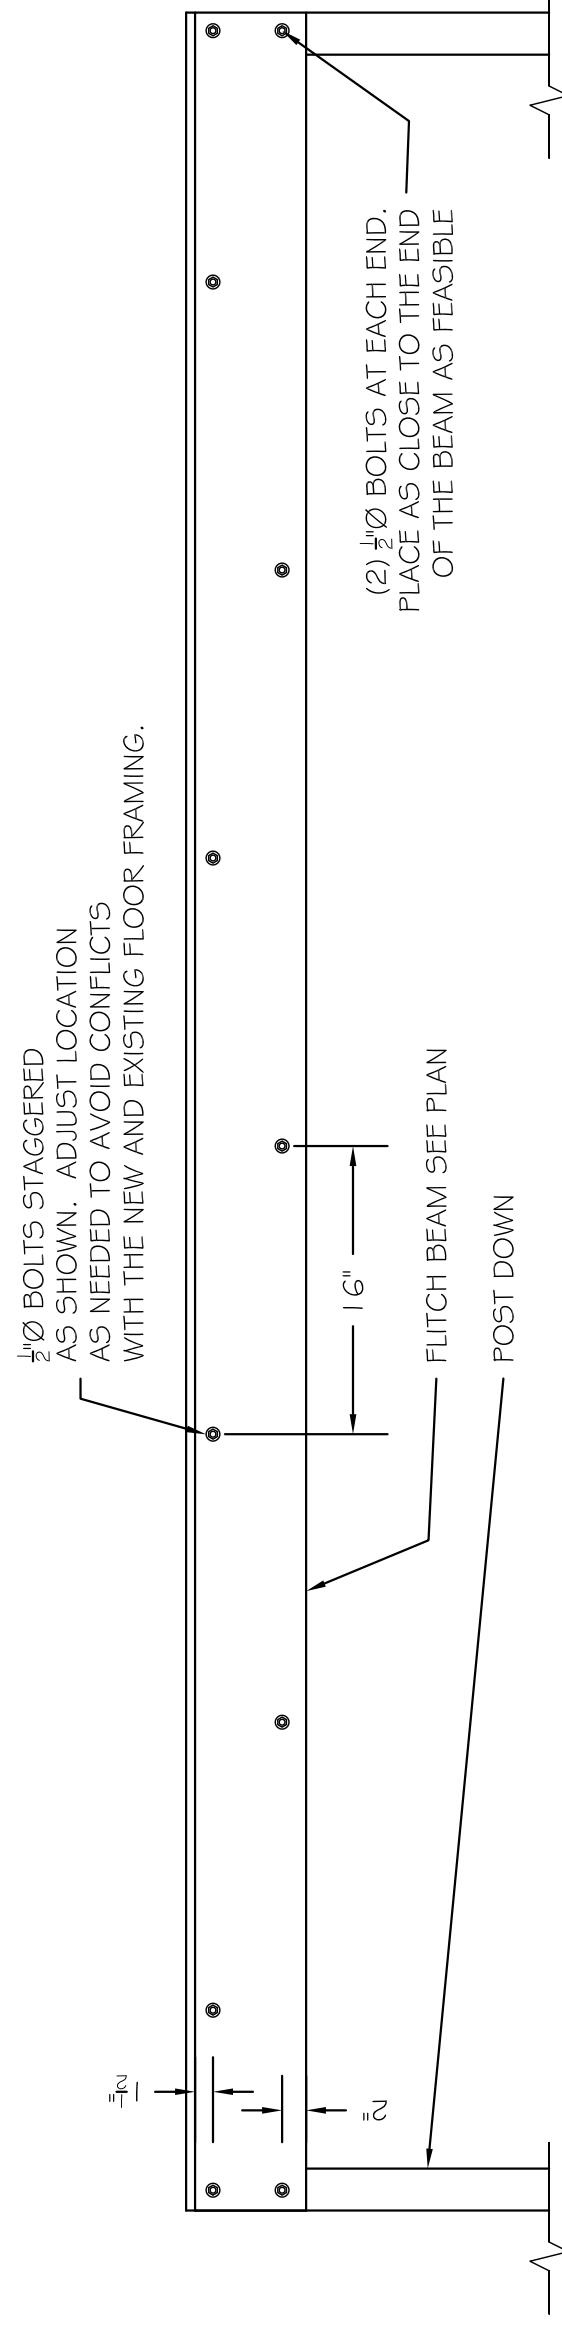 ½"Ø BOLTS STAGGERED
AS SHOWN. ADJUST LOCATION
AS NEEDED TO AVOID CONFLICTS
WITH THE NEW AND EXISTING FLOOR FRAMING.
1½"
2"
16"
(2) ½"Ø BOLTS AT EACH END.
PLACE AS CLOSE TO THE END
OF THE BEAM AS FEASIBLE
FLITCH BEAM SEE PLAN
POST DOWN